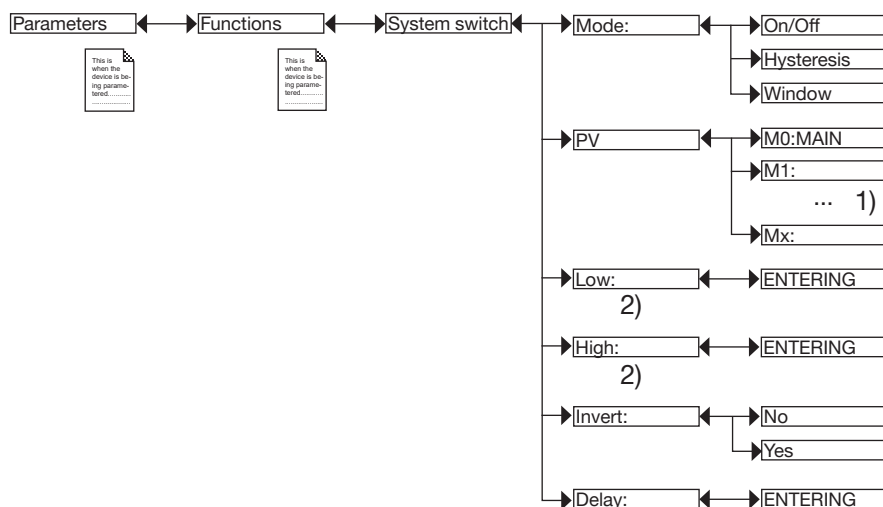 Parameters
Functions
System switch
Mode:
On/Off
Hysteresis
Window
This is
when the
device is be-
ing parame-
tered............
....................
This is
when the
device is be-
ing parame-
tered............
....................
PV
M0:MAIN
M1:
... 1)
Mx:
Low:
ENTERING
2)
High:
ENTERING
2)
Invert:
No
Yes
Delay:
ENTERING